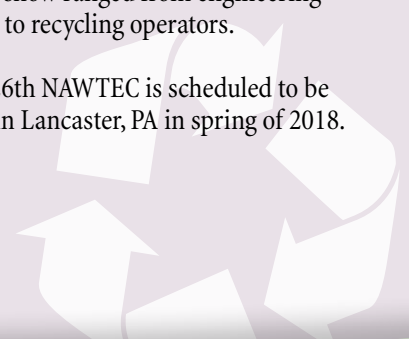 show ranged from engineering
to recycling operators.
6th NAWTEC is scheduled to be
n Lancaster, PA in spring of 2018.